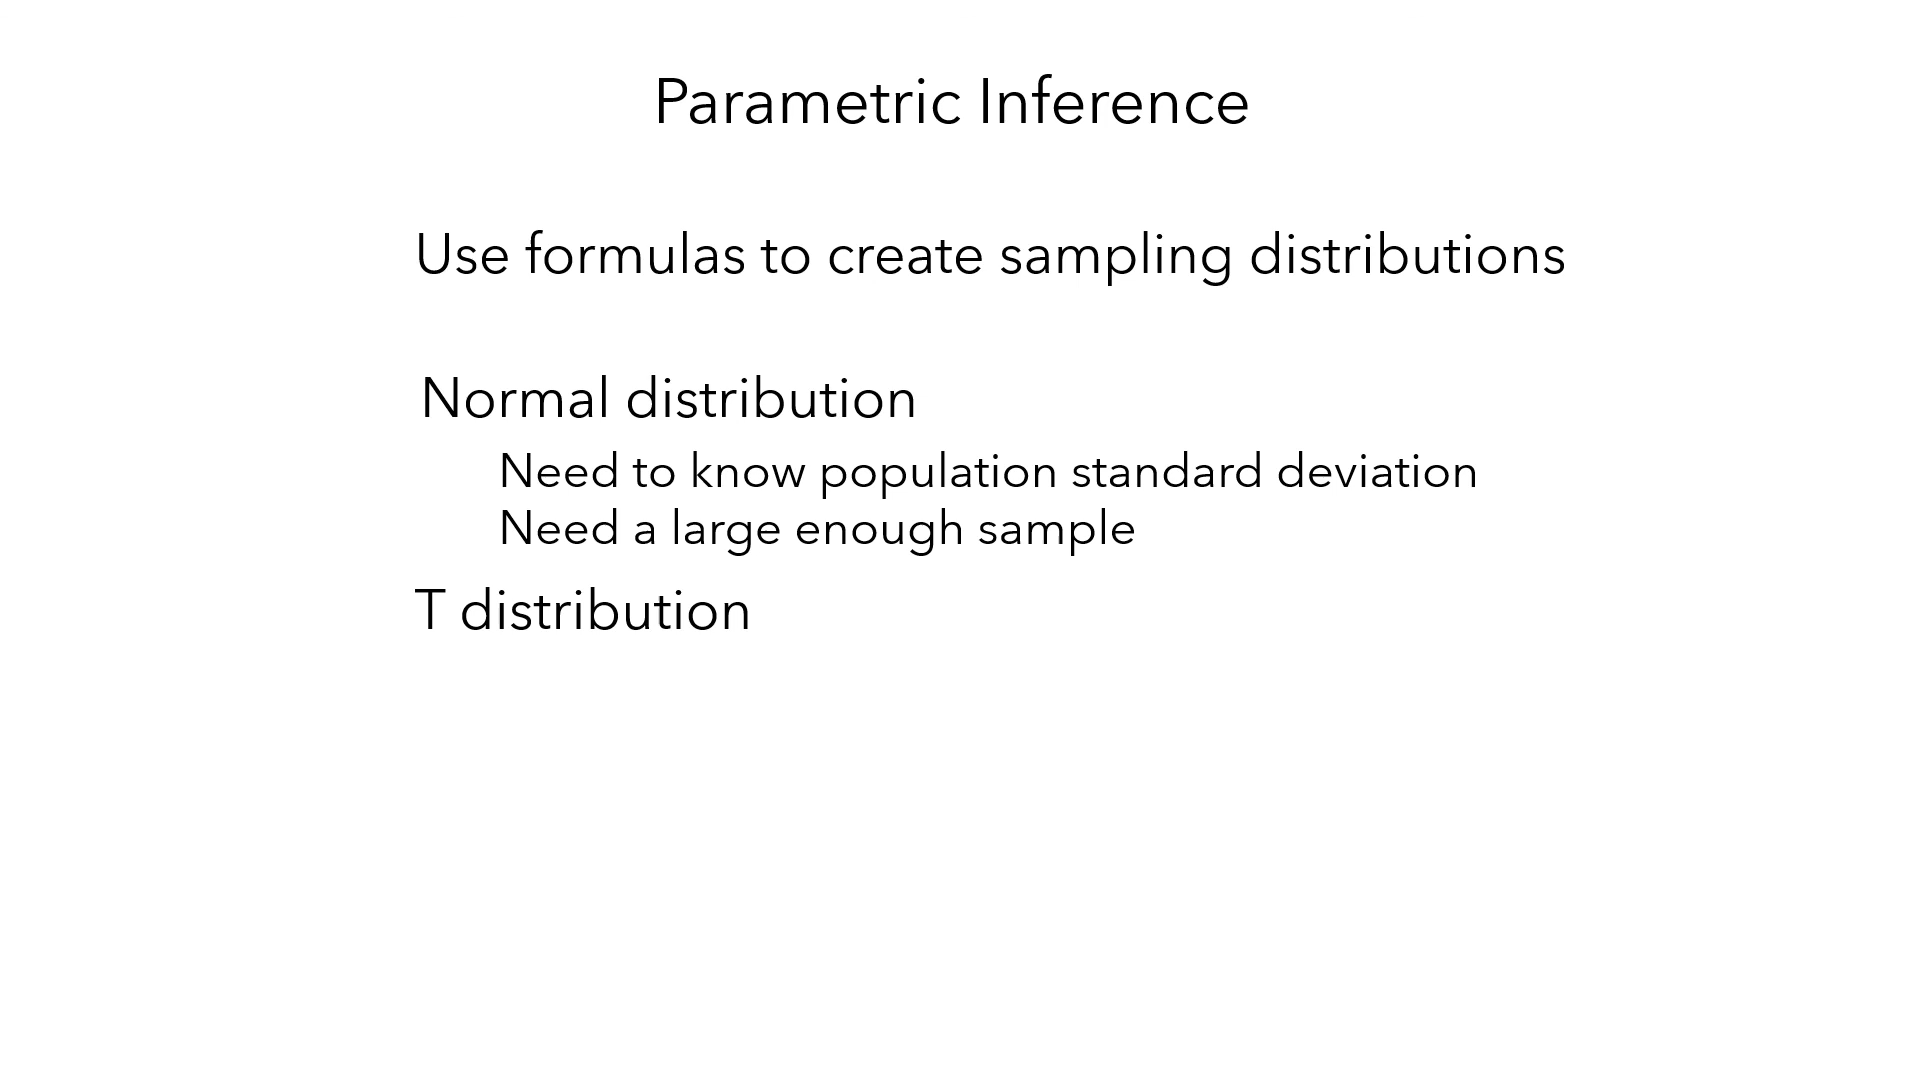 Parametric Inference
Use formulas to create sampling distributions
Normal distribution
Need to know population standard deviation
Need a large enough sample
T distribution